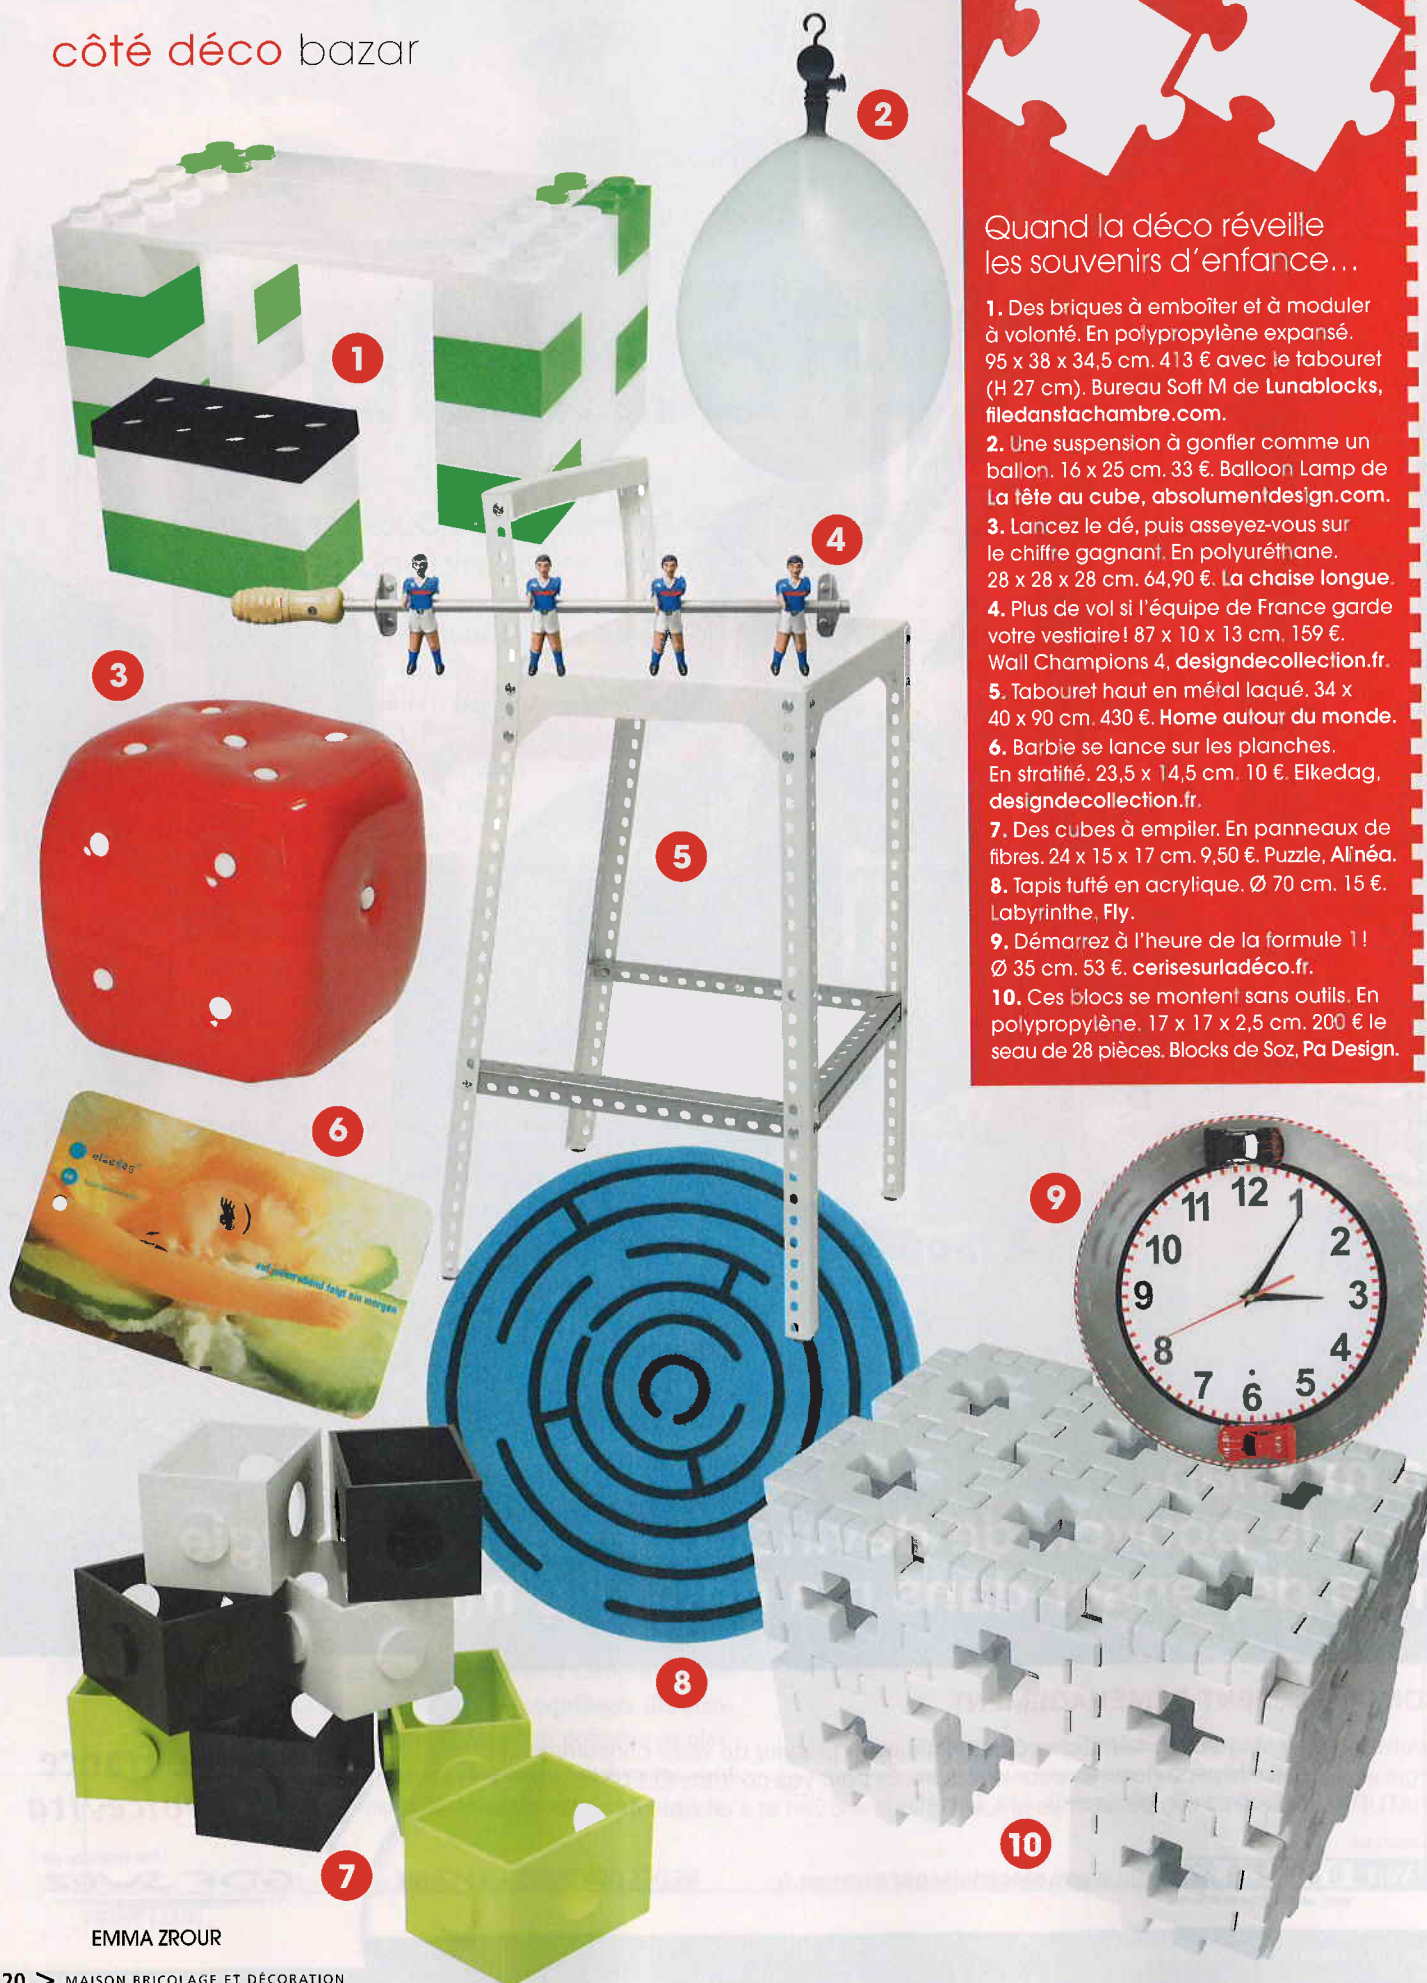 côté déco bazar
Quand la déco réveille
les souvenirs d'enfance...
1. Des briques à emboîter et à moduler
à volonté. En polypropylène expansé.
95 x 38 x 34,5 cm. 413 € avec le tabouret
(H 27 cm). Bureau Soft M de Lunablocks,
filedanstachambre.com.
2. Une suspension à gonfler comme un
ballon. 16 x 25 cm. 33 €. Balloon Lamp de
La tête au cube, absolumentdesign.com.
3. Lancez le dé, puis asseyez-vous sur
le chiffre gagnant. En polyuréthane.
28 x 28 x 28 cm. 64,90 €. La chaise longue.
4. Plus de vol si l'équipe de France garde
votre vestiaire! 87 x 10 x 13 cm. 159 €.
Wall Champions 4, designdecollection.fr.
5. Tabouret haut en métal laqué. 34 x
40 x 90 cm. 430 €. Home autour du monde.
6. Barbie se lance sur les planches.
En stratifié. 23,5 x 14,5 cm. 10 €. Elkedag,
designdecollection.fr.
7. Des cubes à empiler. En panneaux de
fibres. 24 x 15 x 17 cm. 9,50 €. Puzzle, Alinéa.
8. Tapis tufté en acrylique. Ø 70 cm. 15 €.
Labyrinthe, Fly.
9. Démarrez à l'heure de la formule 1!
Ø 35 cm. 53 €. cerisesurladéco.fr.
10. Ces blocs se montent sans outils. En
polypropylène. 17 x 17 x 2,5 cm. 200 € le
seau de 28 pièces. Blocks de Soz, Pa Design.
1
2
3
4
5
6
elkedag
auf jeden abend folgt ein morgen
7
8
9
12
1
2
3
4
5
6
7
8
9
10
11
10
EMMA ZROUR
20 > MAISON BRICOLAGE ET DÉCORATION